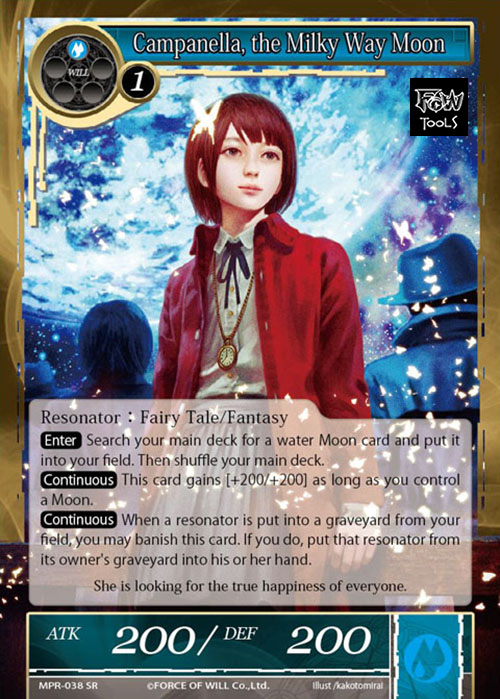 Campanella, the Milky Way Moon
WILL
1
FoW
TooLS
Resonator : Fairy Tale/Fantasy
Enter Search your main deck for a water Moon card and put it
into your field. Then shuffle your main deck.
Continuous This card gains [+200/+200] as long as you control
a Moon.
Continuous When a resonator is put into a graveyard from your
field, you may banish this card. If you do, put that resonator from
its owner's graveyard into his or her hand.
She is looking for the true happiness of everyone.
ATK 200 / DEF 200
MPR-038 SR ©FORCE OF WILL Co.,Ltd. Illust /kakotomirai